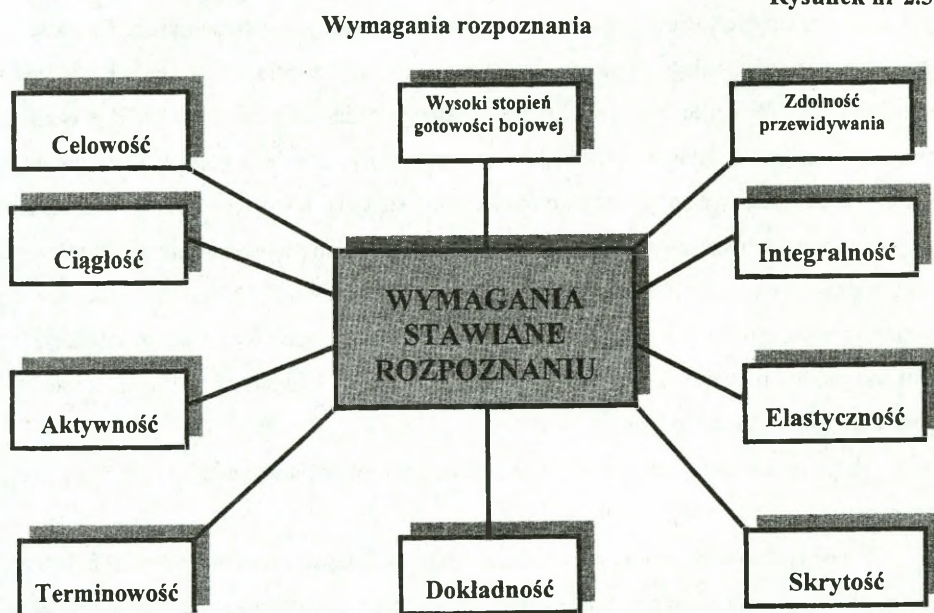 Rysunek nr 2.3
Wymagania rozpoznania
Celowość
Wysoki stopień
gotowości bojowej
Zdolność
przewidywania
Ciągłość
Integralność
WYMAGANIA
STAWIANE
ROZPOZNANIU
Aktywność
Elastyczność
Terminowość
Dokładność
Skrytość